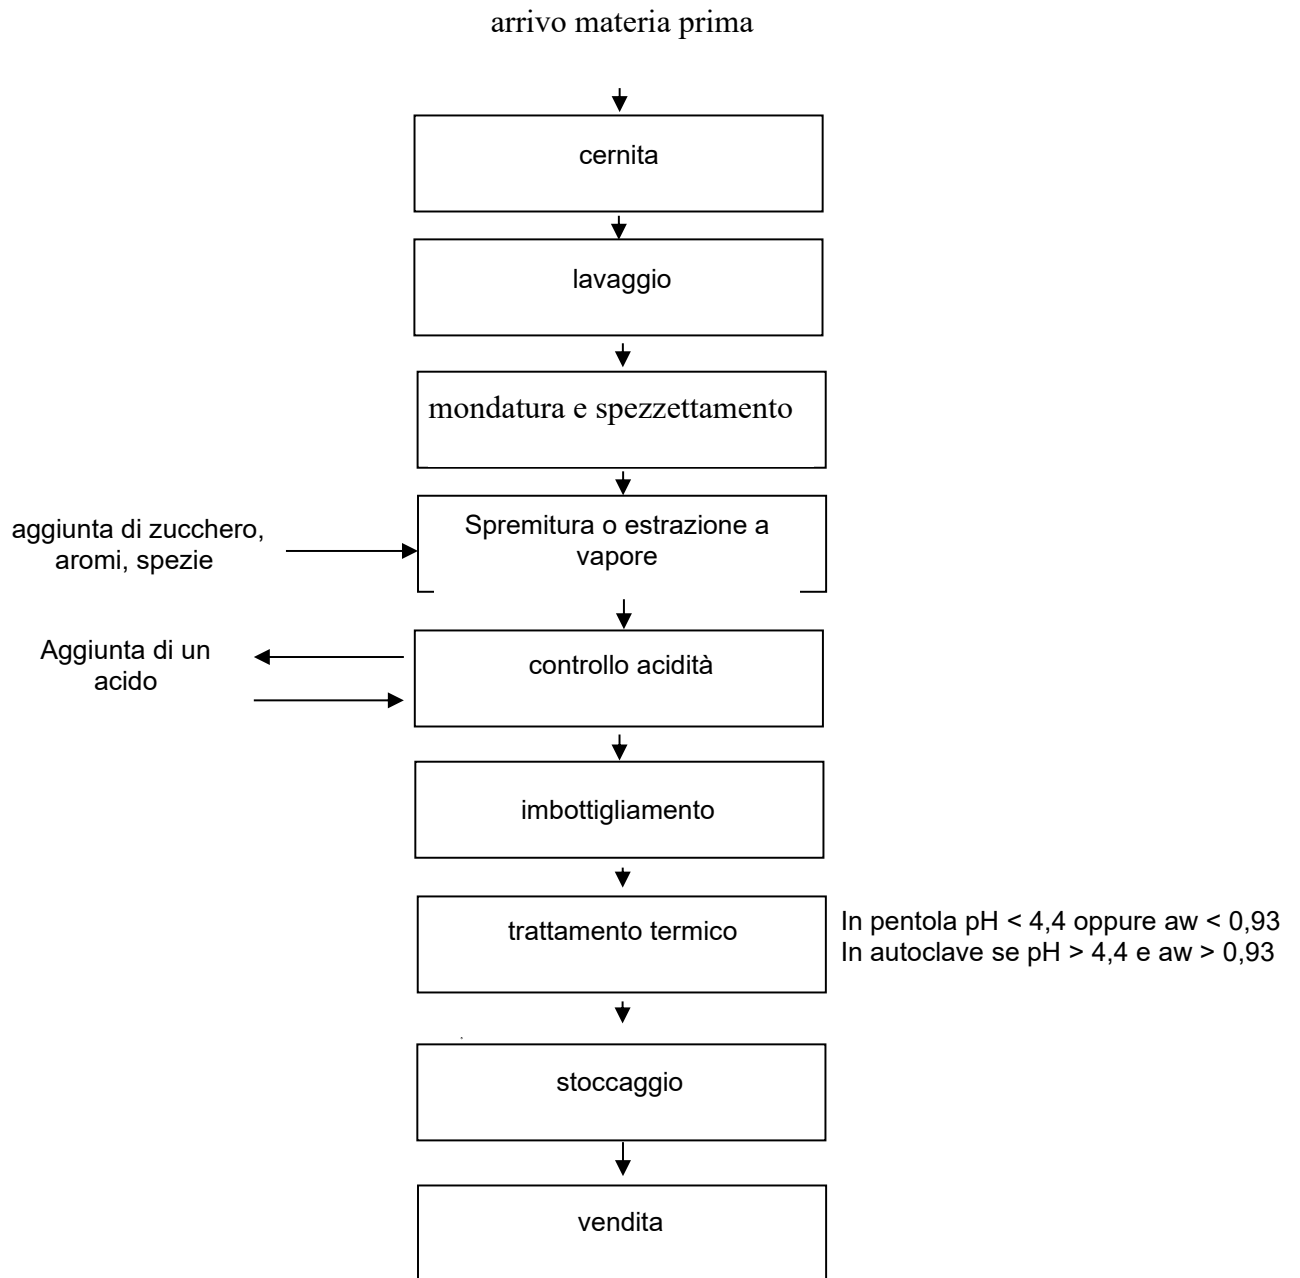 arrivo materia prima
cernita
lavaggio
mondatura e spezzettamento
aggiunta di zucchero,
aromi, spezie
Spremitura o estrazione a
vapore
Aggiunta di un
acido
controllo acidità
imbottigliamento
trattamento termico
In pentola pH < 4,4 oppure aw < 0,93
In autoclave se pH > 4,4 e aw > 0,93
stoccaggio
vendita